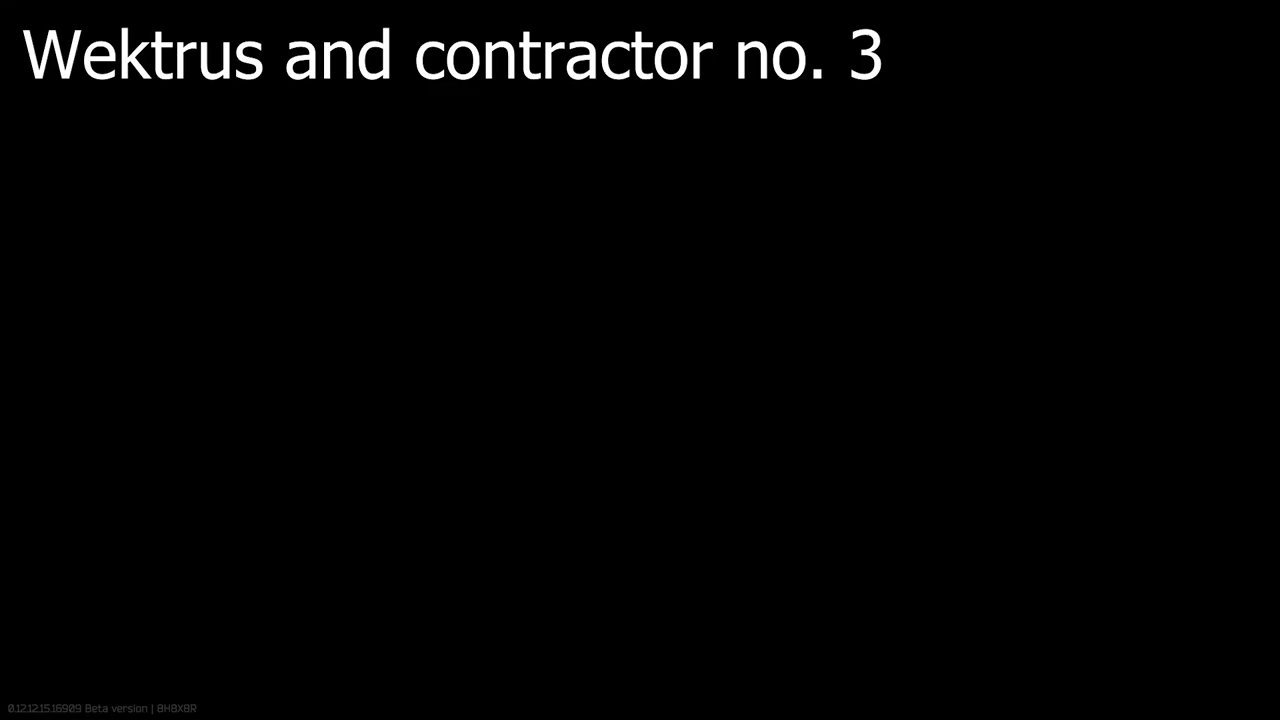 Wektrus and contractor no. 3
0.12.12.15.16909 Beta version | 8H8X8R